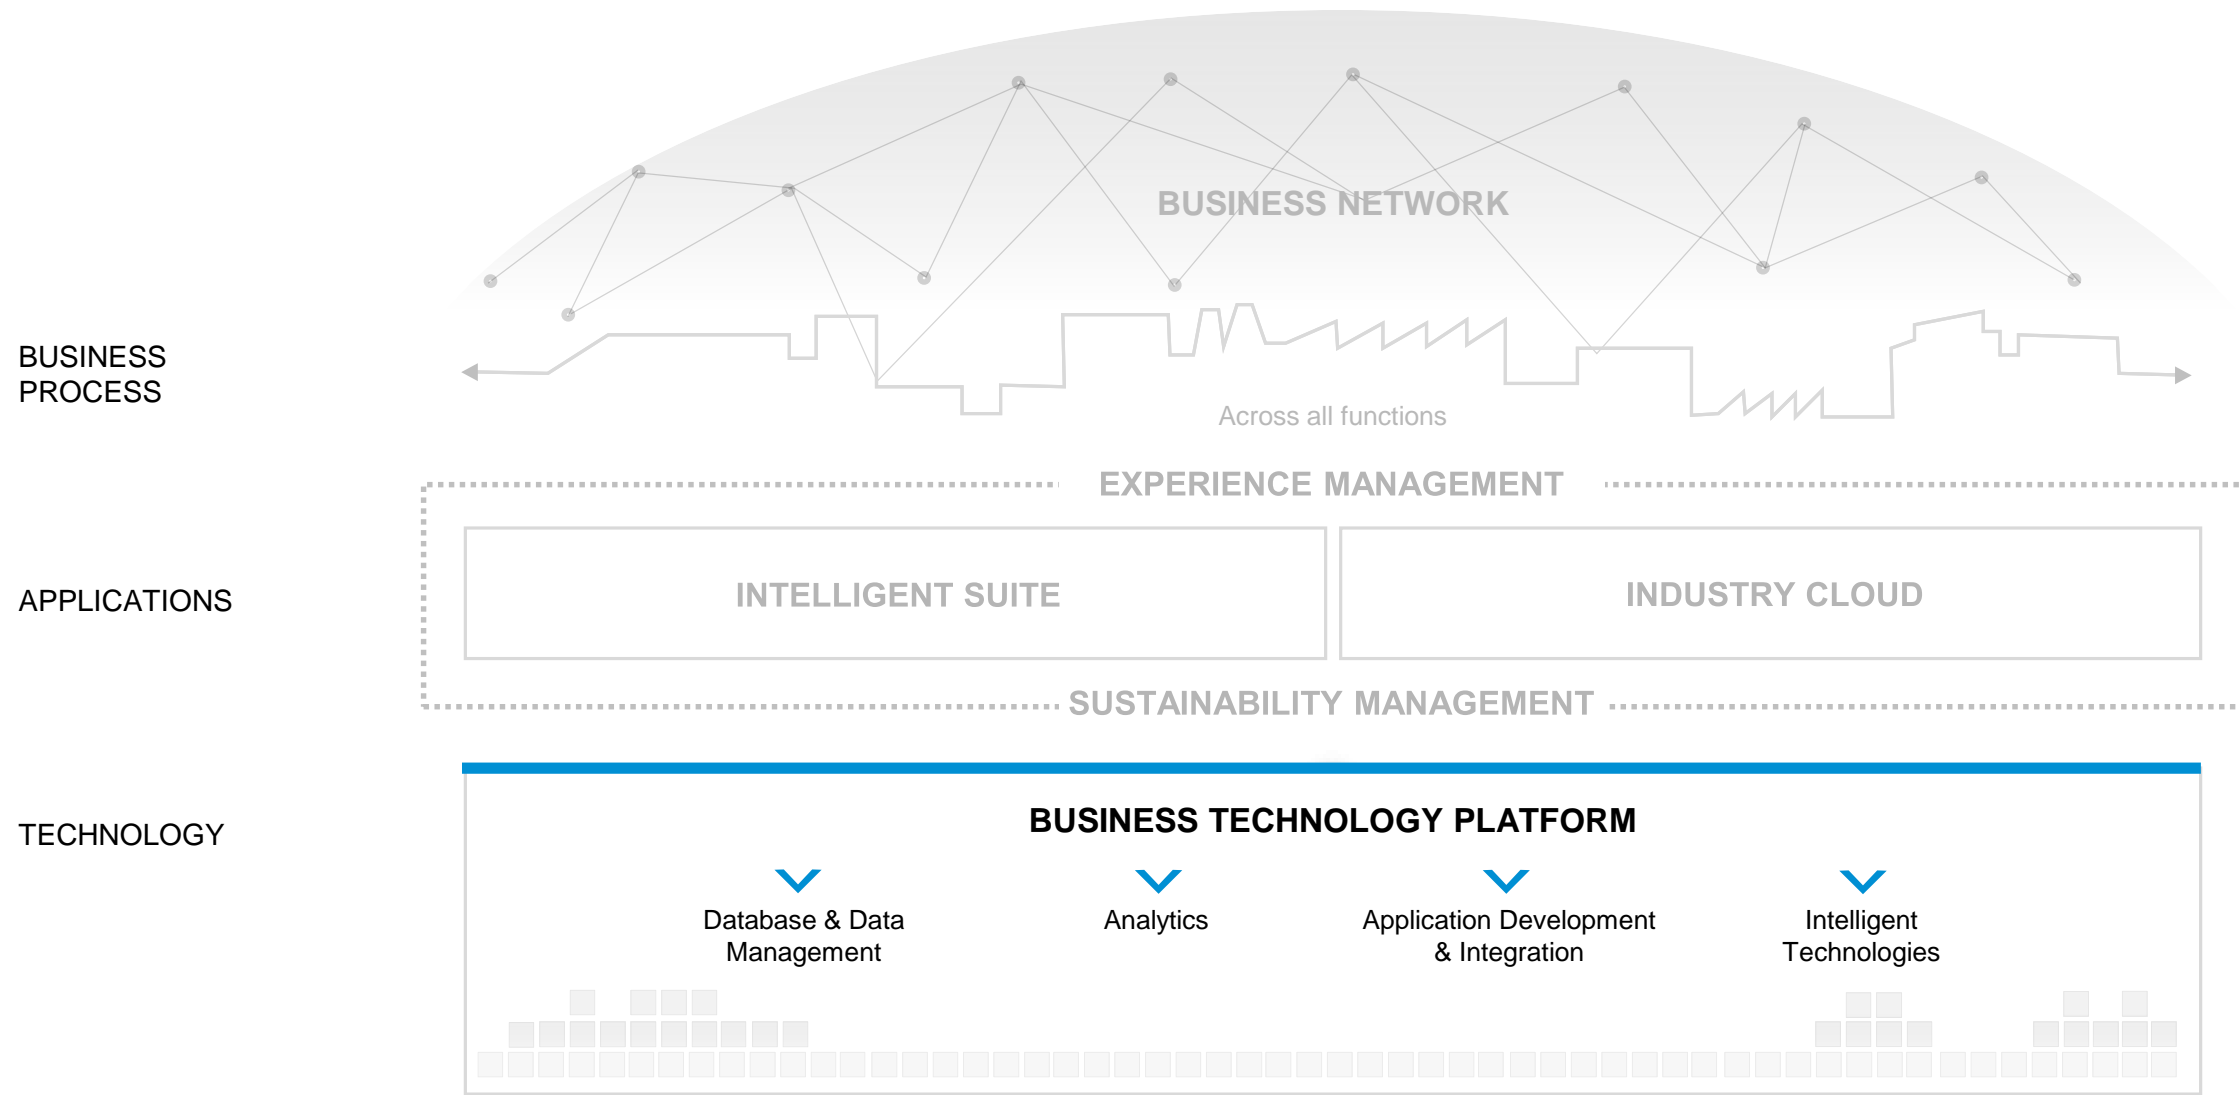 BUSINESS NETWORK
BUSINESS
PROCESS
Across all functions
EXPERIENCE MANAGEMENT
APPLICATIONS
INTELLIGENT SUITE
INDUSTRY CLOUD
SUSTAINABILITY MANAGEMENT
TECHNOLOGY
BUSINESS TECHNOLOGY PLATFORM
Database & Data
Management
Analytics
Application Development
& Integration
Intelligent
Technologies